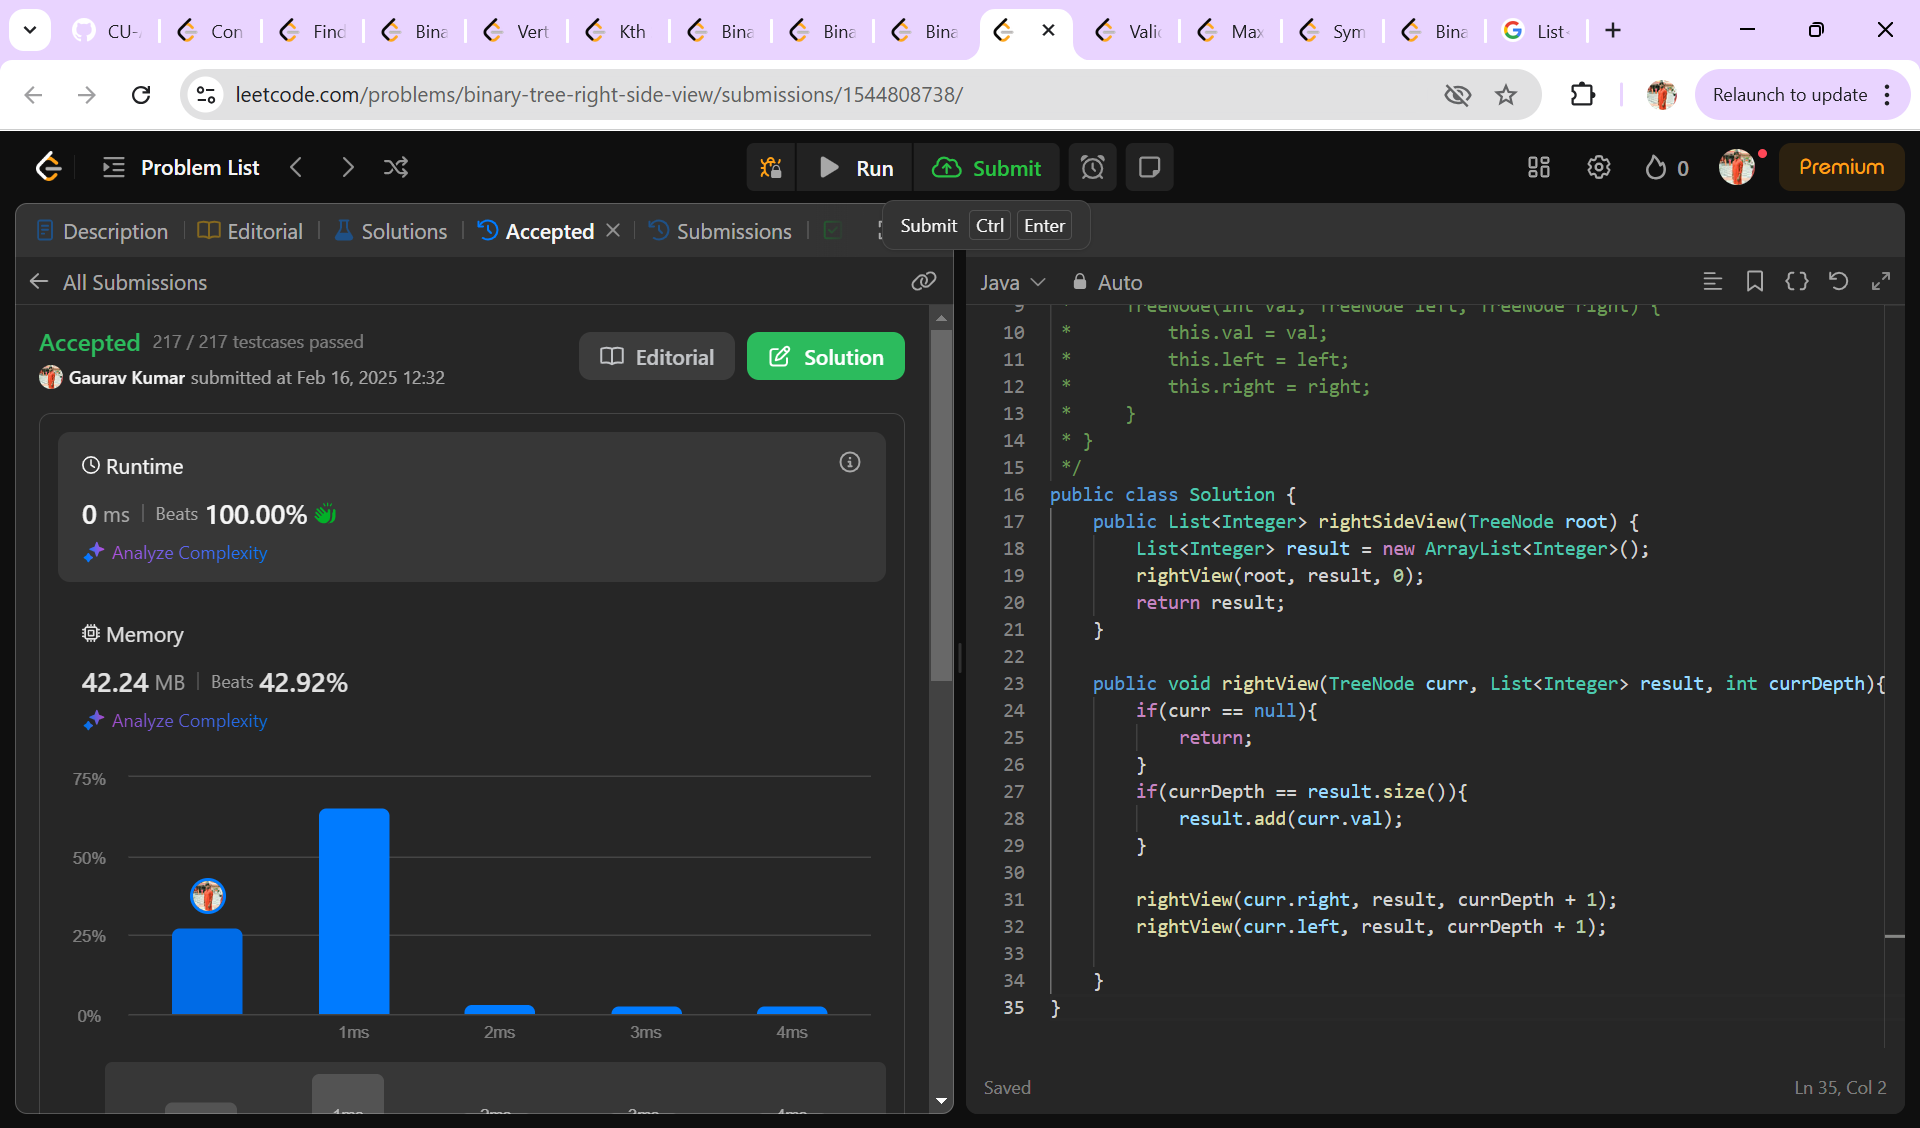 CU-
Con
Find
Bina
Vert
Kth
Bina
Bina
Bina
Valid
Max
Sym
Bina
List
leetcode.com/problems/binary-tree-right-side-view/submissions/1544808738/
Relaunch to update
Problem List
Run
Submit
0
Premium
Description
Editorial
Solutions
Accepted
Submissions
Submit Ctrl Enter
All Submissions
Java
Auto
Accepted 217 / 217 testcases passed
Gaurav Kumar submitted at Feb 16, 2025 12:32
Editorial
Solution
Runtime
0 ms Beats 100.00%
Analyze Complexity
Memory
42.24 MB Beats 42.92%
Analyze Complexity
75%
50%
25%
0%
1ms
2ms
3ms
4ms
1ms
2ms
3ms
4ms
9 * TreeNode(int val, TreeNode left, TreeNode right) {
10 * this.val = val;
11 * this.left = left;
12 * this.right = right;
13 * }
14 * }
15 */
16 public class Solution {
17 public List<Integer> rightSideView(TreeNode root) {
18 List<Integer> result = new ArrayList<Integer>();
19 rightView(root, result, 0);
20 return result;
21 }
22
23 public void rightView(TreeNode curr, List<Integer> result, int currDepth){
24 if(curr == null){
25 return;
26 }
27 if(currDepth == result.size()){
28 result.add(curr.val);
29 }
30
31 rightView(curr.right, result, currDepth + 1);
32 rightView(curr.left, result, currDepth + 1);
33
34 }
35 }
Saved
Ln 35, Col 2